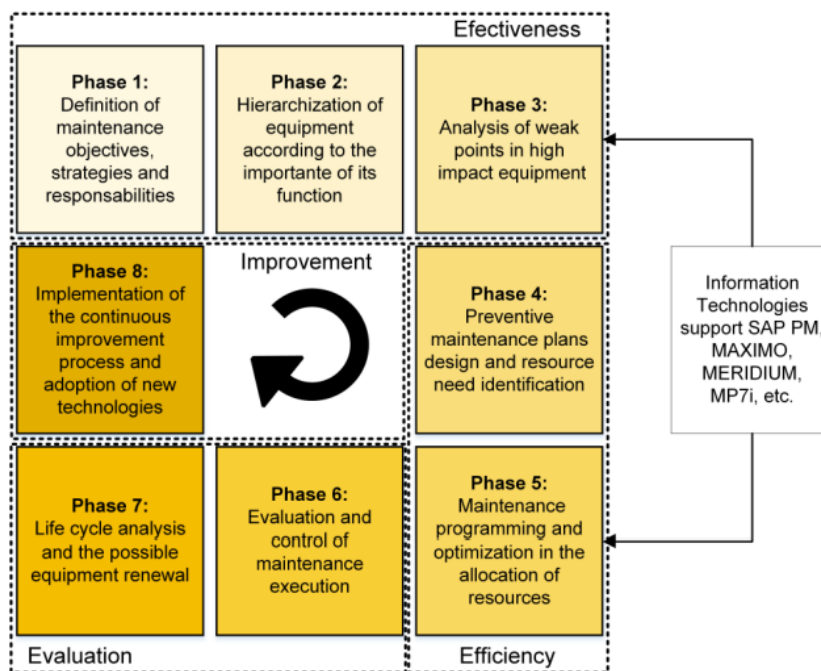 Efectiveness
Phase 1:
Definition of
maintenance
objectives,
strategies and
responsabilities
Phase 2:
Hierarchization of
equipment
according to the
importante of its
function
Phase 3:
Analysis of weak
points in high
impact equipment
Phase 8:
Implementation of
the continuous
improvement
process and
adoption of new
technologies
Improvement
Phase 4:
Preventive
maintenance plans
design and resource
need identification
Information
Technologies
support SAP PM,
MAXIMO,
MERIDIUM,
MP7i, etc.
Phase 7:
Life cycle analysis
and the possible
equipment renewal
Phase 6:
Evaluation and
control of
maintenance
execution
Phase 5:
Maintenance
programming and
optimization in the
allocation of
resources
Evaluation
Efficiency